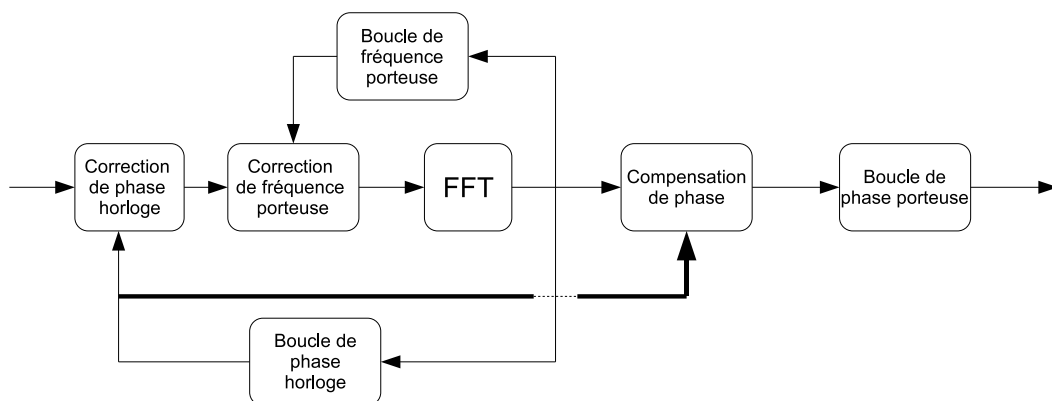 Boucle de
fréquence
porteuse
Correction
de phase
horloge
Correction
de fréquence
porteuse
FFT
Compensation
de phase
Boucle de
phase porteuse
Boucle de
phase
horloge